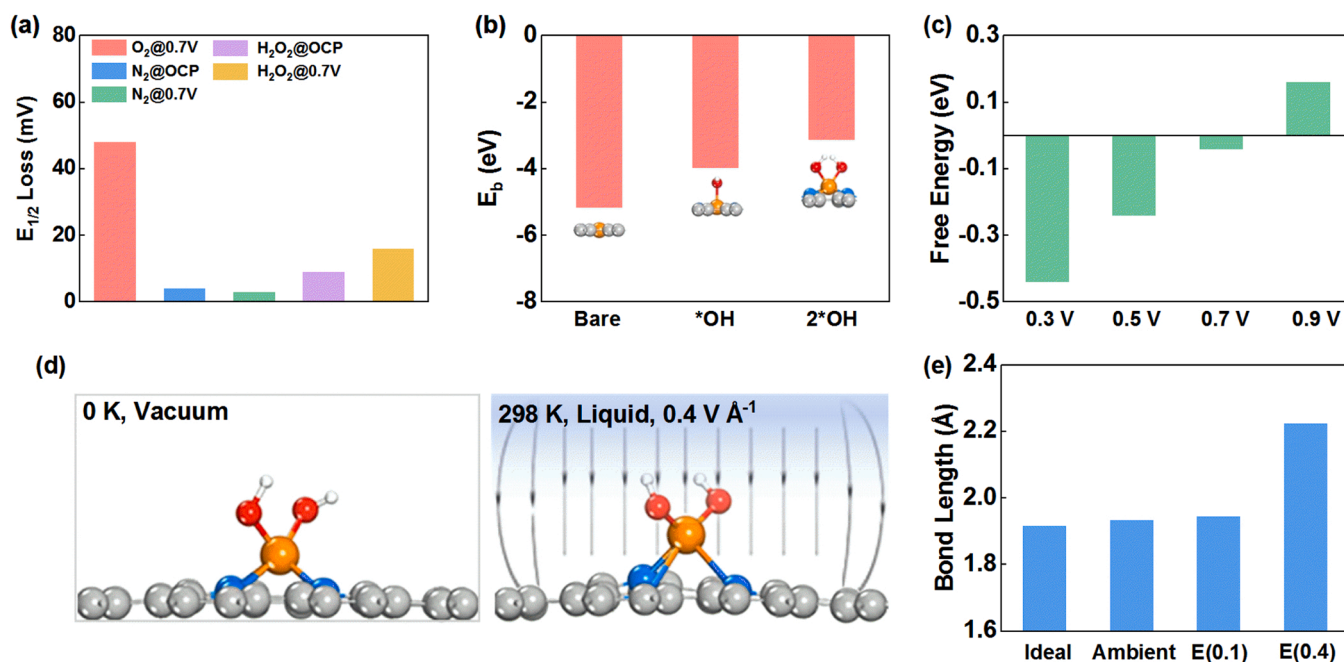 (a)
80
60
40
20
0
E1/2 Loss (mV)
O2@0.7V
N2@OCP
N2@0.7V
H2O2@OCP
H2O2@0.7V
(b)
0
-2
-4
-6
-8
Eb
(eV)
Bare
*OH
2*OH
(c)
0.3
0.1
-0.1
-0.3
-0.5
Free Energy (eV)
0.3 V
0.5 V
0.7 V
0.9 V
(d)
0 K, Vacuum
298 K, Liquid, 0.4 V Å-1
(e)
2.4
2.2
2.0
1.8
1.6
Bond Length (Å)
Ideal
Ambient
E(0.1)
E(0.4)